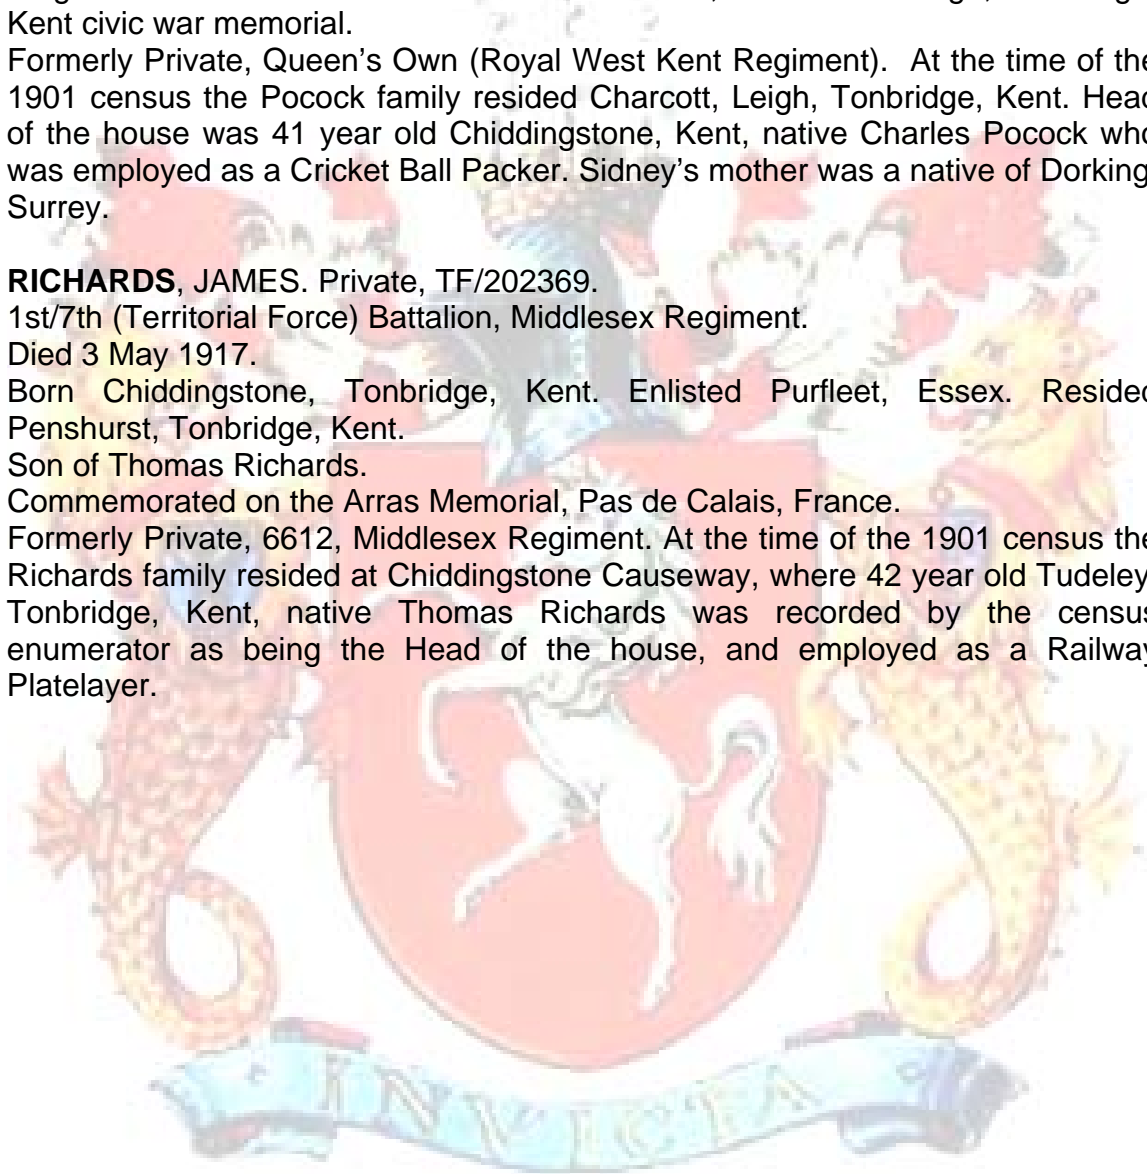 Kent civic war memorial.
Formerly Private, Queen's Own (Royal West Kent Regiment). At the time of the
1901 census the Pocock family resided Charcott, Leigh, Tonbridge, Kent. Head
of the house was 41 year old Chiddingstone, Kent, native Charles Pocock who
was employed as a Cricket Ball Packer. Sidney's mother was a native of Dorking
Surrey.
RICHARDS, JAMES. Private, TF/202369.
1st/7th (Territorial Force) Battalion, Middlesex Regiment.
Died 3 May 1917.
Born Chiddingstone, Tonbridge, Kent. Enlisted Purfleet, Essex. Resided
Penshurst, Tonbridge, Kent.
Son of Thomas Richards.
Commemorated on the Arras Memorial, Pas de Calais, France.
Formerly Private, 6612, Middlesex Regiment. At the time of the 1901 census the
Richards family resided at Chiddingstone Causeway, where 42 year old Tudeley
Tonbridge, Kent, native Thomas Richards was recorded by the census
enumerator as being the Head of the house, and employed as a Railway
Platelayer.
INVICTA